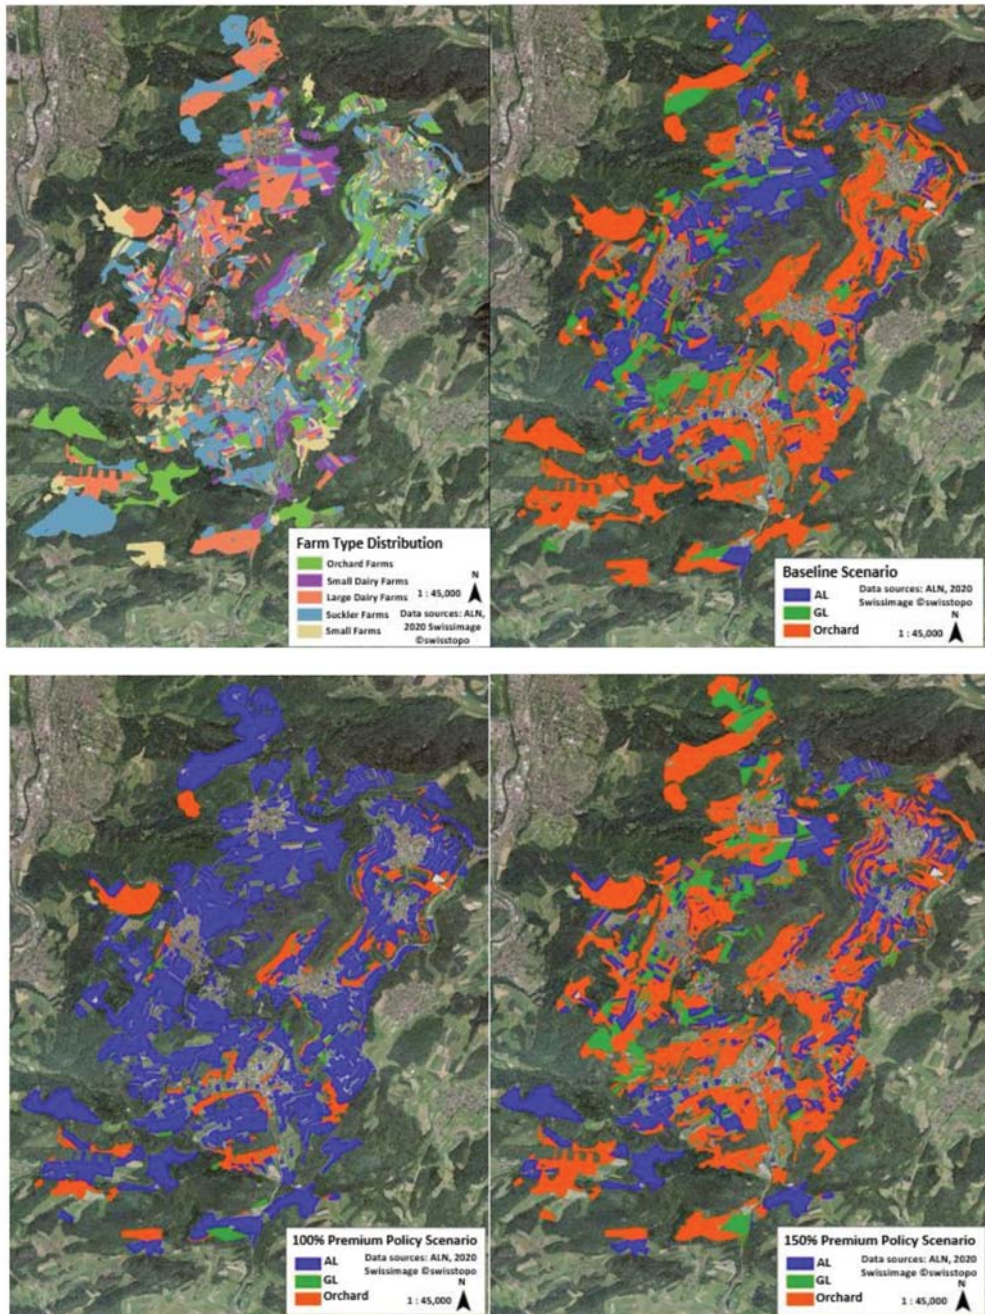 Farm Type Distribution
Orchard Farms
Small Dairy Farms
Large Dairy Farms
Suckler Farms
Small Farms
N
1 : 45,000
Data sources: ALN,
2020 Swissimage
©swisstopo
Baseline Scenario
AL
GL
Orchard
Data sources: ALN, 2020
Swissimage ©swisstopo
N
1 : 45,000
100% Premium Policy Scenario
AL
GL
Orchard
Data sources: ALN, 2020
Swissimage ©swisstopo
N
1 : 45,000
150% Premium Policy Scenario
AL
GL
Orchard
Data sources: ALN, 2020
Swissimage ©swisstopo
N
1 : 45,000